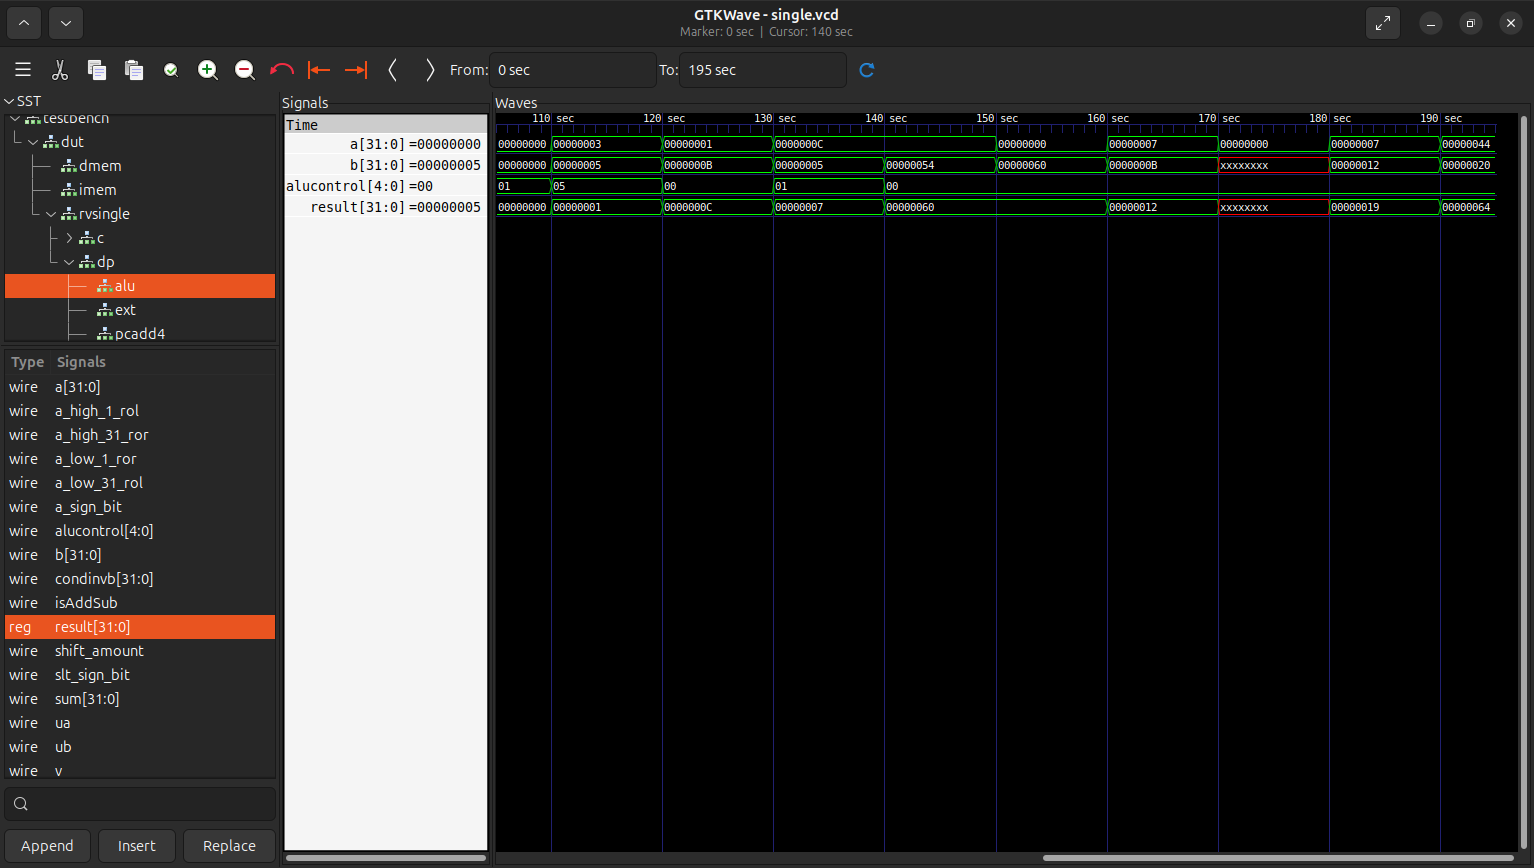 GTKWave - single.vcd
Marker: 0 sec | Cursor: 140 sec
From: 0 sec To: 195 sec
SST
testbench
dut
dmem
imem
rvsingle
c
dp
alu
ext
pcadd4
Type Signals
wire a[31:0]
wire a_high_1_rol
wire a_high_31_ror
wire a_low_1_ror
wire a_low_31_rol
wire a_sign_bit
wire alucontrol[4:0]
wire b[31:0]
wire condinvb[31:0]
wire isAddSub
reg result[31:0]
wire shift_amount
wire slt_sign_bit
wire sum[31:0]
wire ua
wire ub
wire v
Append Insert Replace
Signals
Time
a[31:0] =00000000
b[31:0] =00000005
alucontrol[4:0] =00
result[31:0] =00000005
Waves
110 sec 120 sec 130 sec 140 sec 150 sec 160 sec 170 sec 180 sec 190 sec
00000000 00000003 00000001 0000000C 00000000 00000007 00000000 00000007 00000044
00000000 00000005 0000000B 00000005 00000054 00000060 0000000B xxxxxxxx 00000012 00000020
01 05 00 01 00
00000000 00000001 0000000C 00000007 00000060 00000012 xxxxxxxx 00000019 00000064